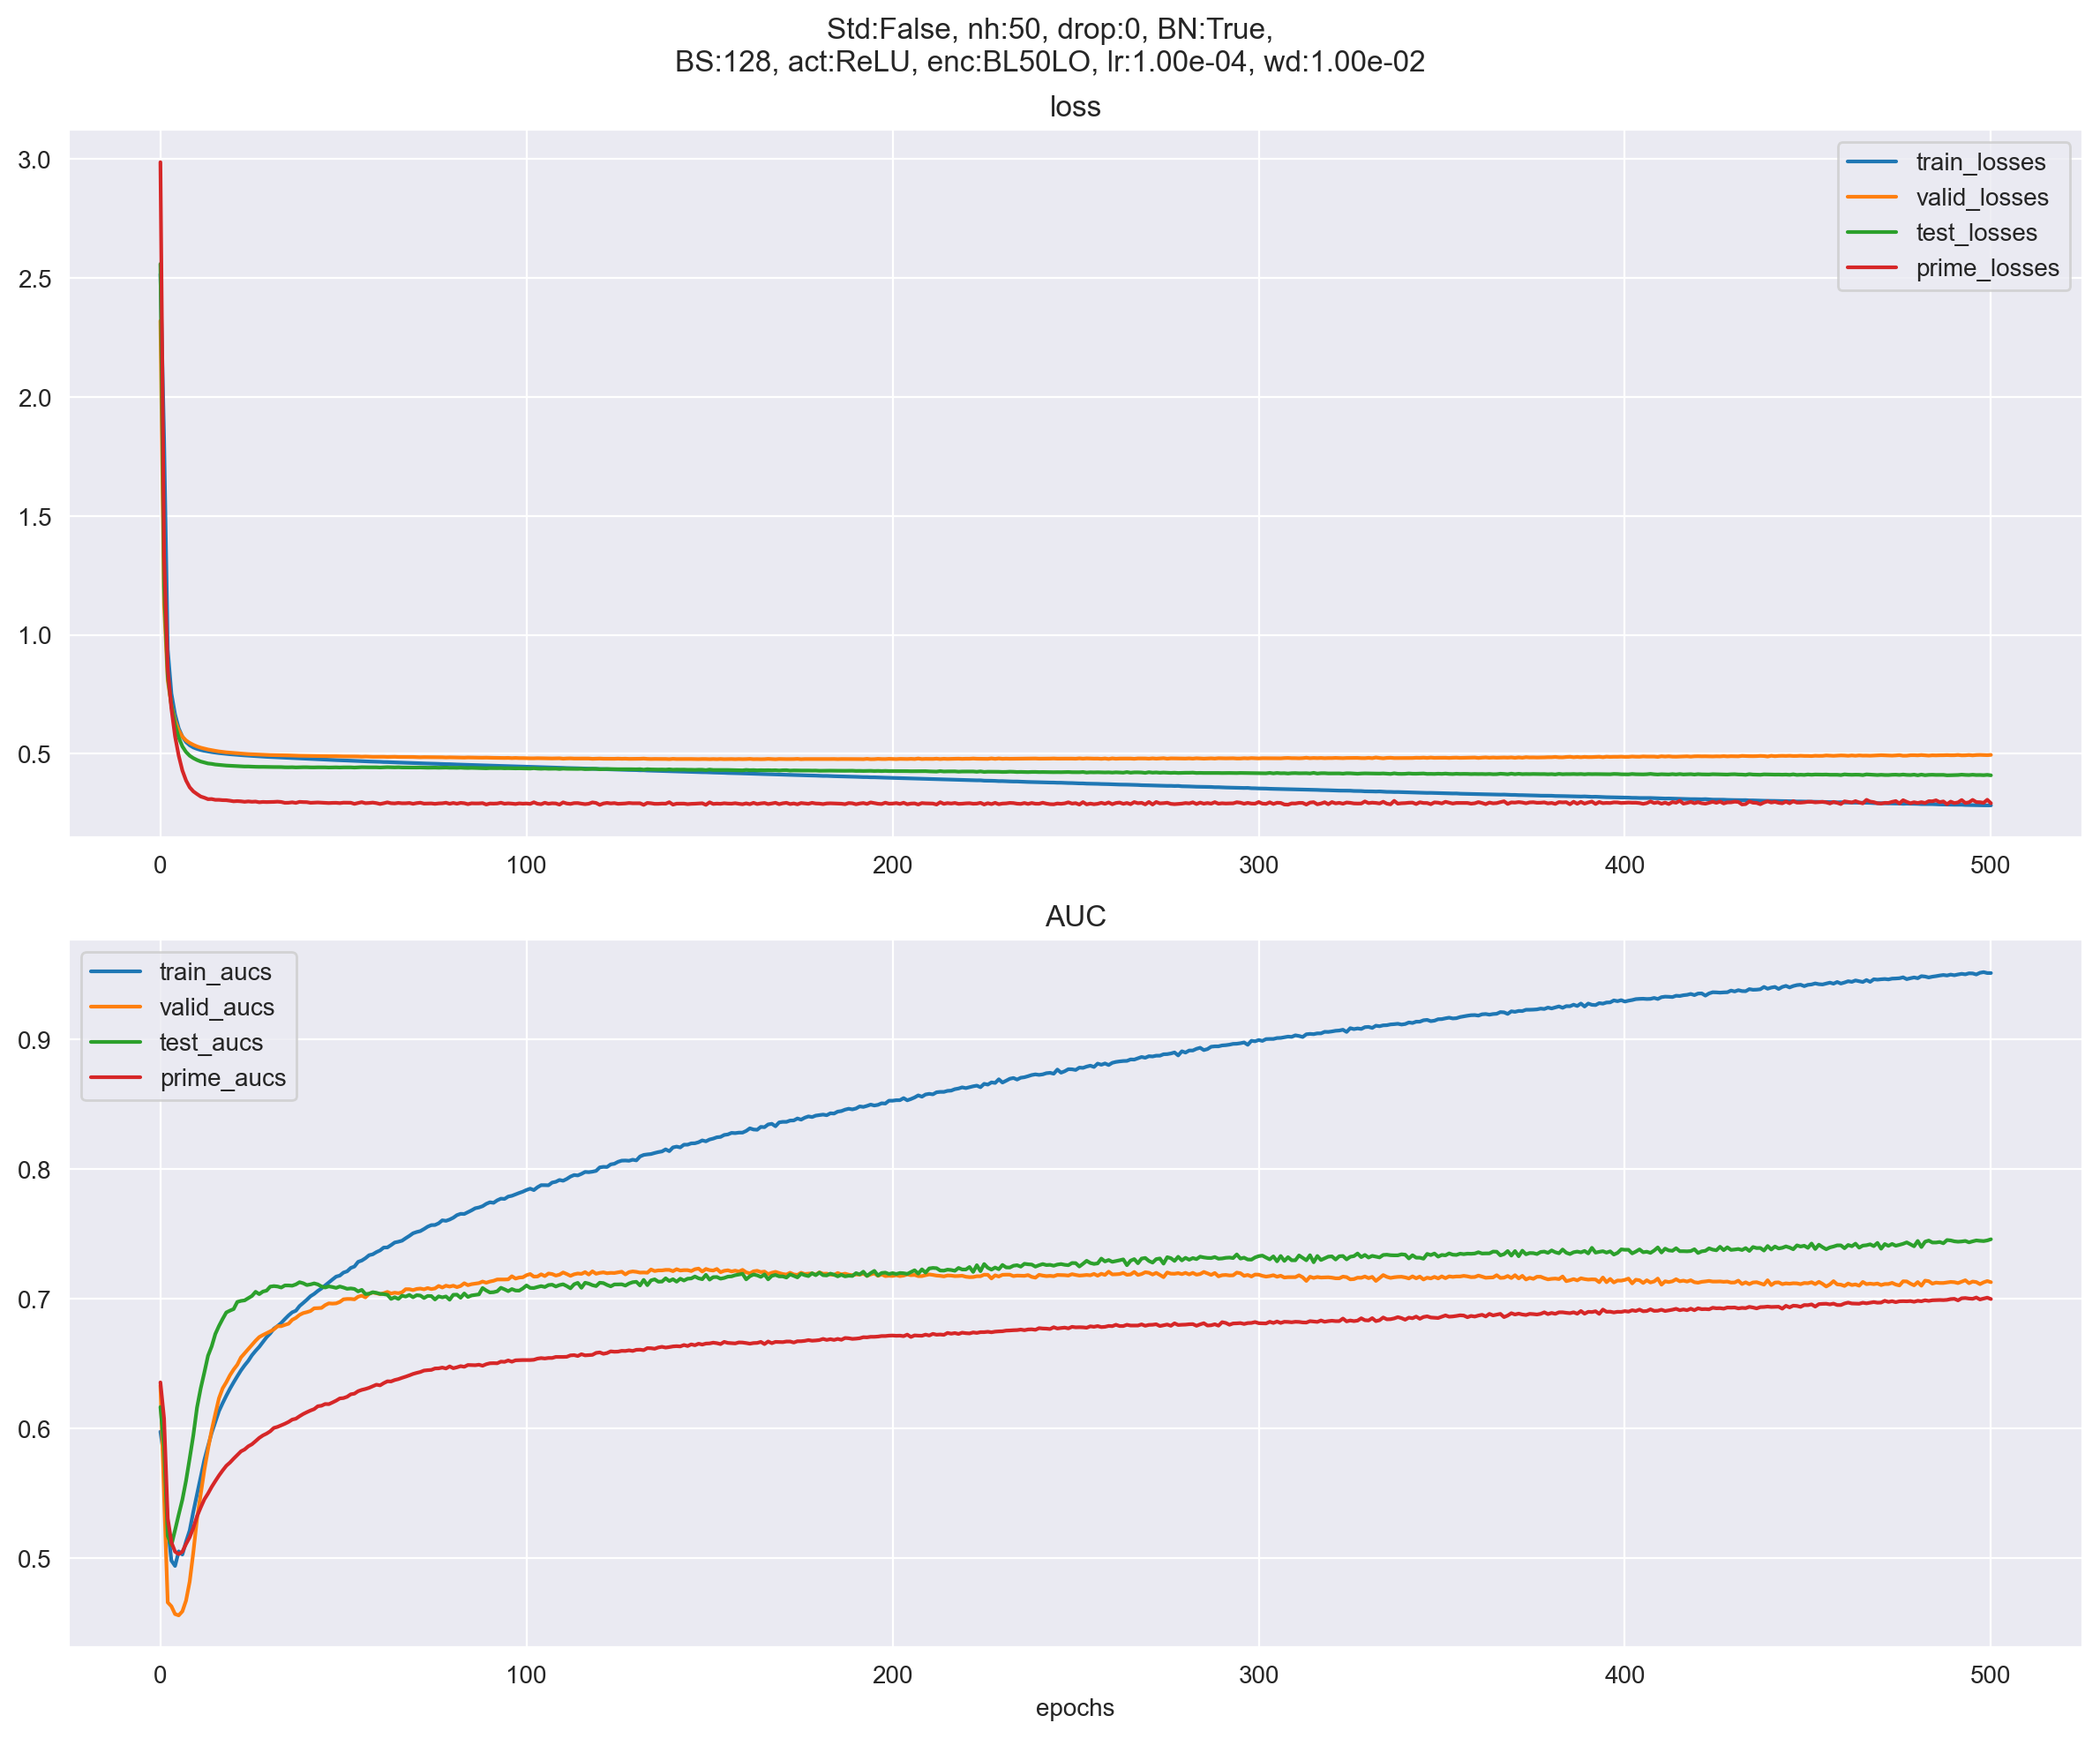 Std:False, nh:50, drop:0, BN:True,
BS:128, act:ReLU, enc:BL50LO, lr:1.00e-04, wd:1.00e-02
loss
3.0
2.5
2.0
1.5
1.0
0.5
train_losses
valid_losses
test_losses
prime_losses
0 100 200 300 400 500
AUC
train_aucs
valid_aucs
test_aucs
prime_aucs
0.9
0.8
0.7
0.6
0.5
0 100 200 300 400 500
epochs